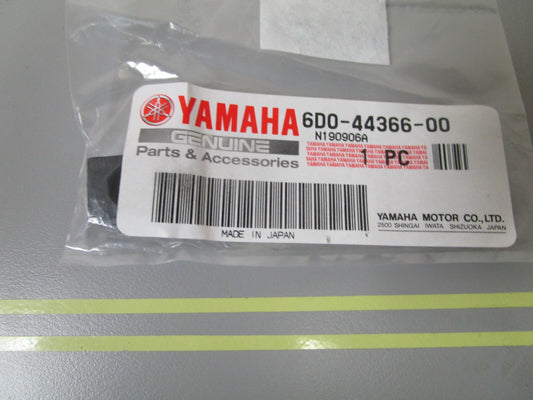 YAMAHA 6D0-44366-00
N190906A
GENUINE
Parts & Accessories
1 PC
YAMAHA MOTOR CO.,LTD.
2500 SHINGAI IWATA SHIZUOKA JAPAN
MADE IN JAPAN